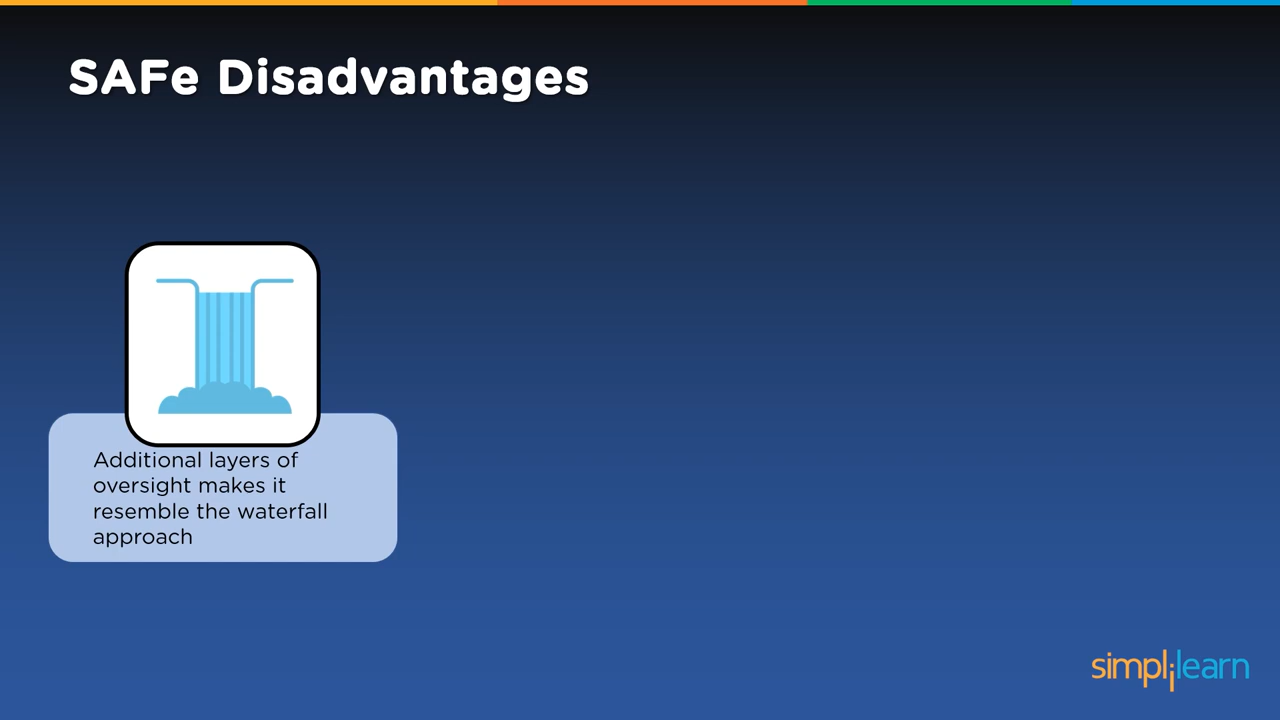 SAFe Disadvantages
Additional layers of
oversight makes it
resemble the waterfall
approach
simplilearn